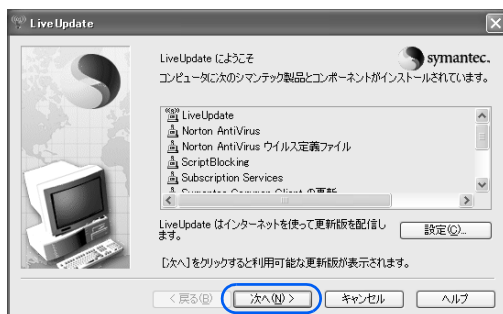 LiveUpdate
LiveUpdate にようこそ
symantec.
コンピュータに次のシマンテック製品とコンポーネントがインストールされています。
LiveUpdate
Norton AntiVirus
Norton AntiVirus ウイルス定義ファイル
ScriptBlocking
Subscription Services
Symantec Common Client の更新
LiveUpdate はインターネットを使って更新版を配信し
ます。
設定(O)...
[次へ]をクリックすると利用可能な更新版が表示されます。
< 戻る(B)
次へ(N) >
キャンセル
ヘルプ